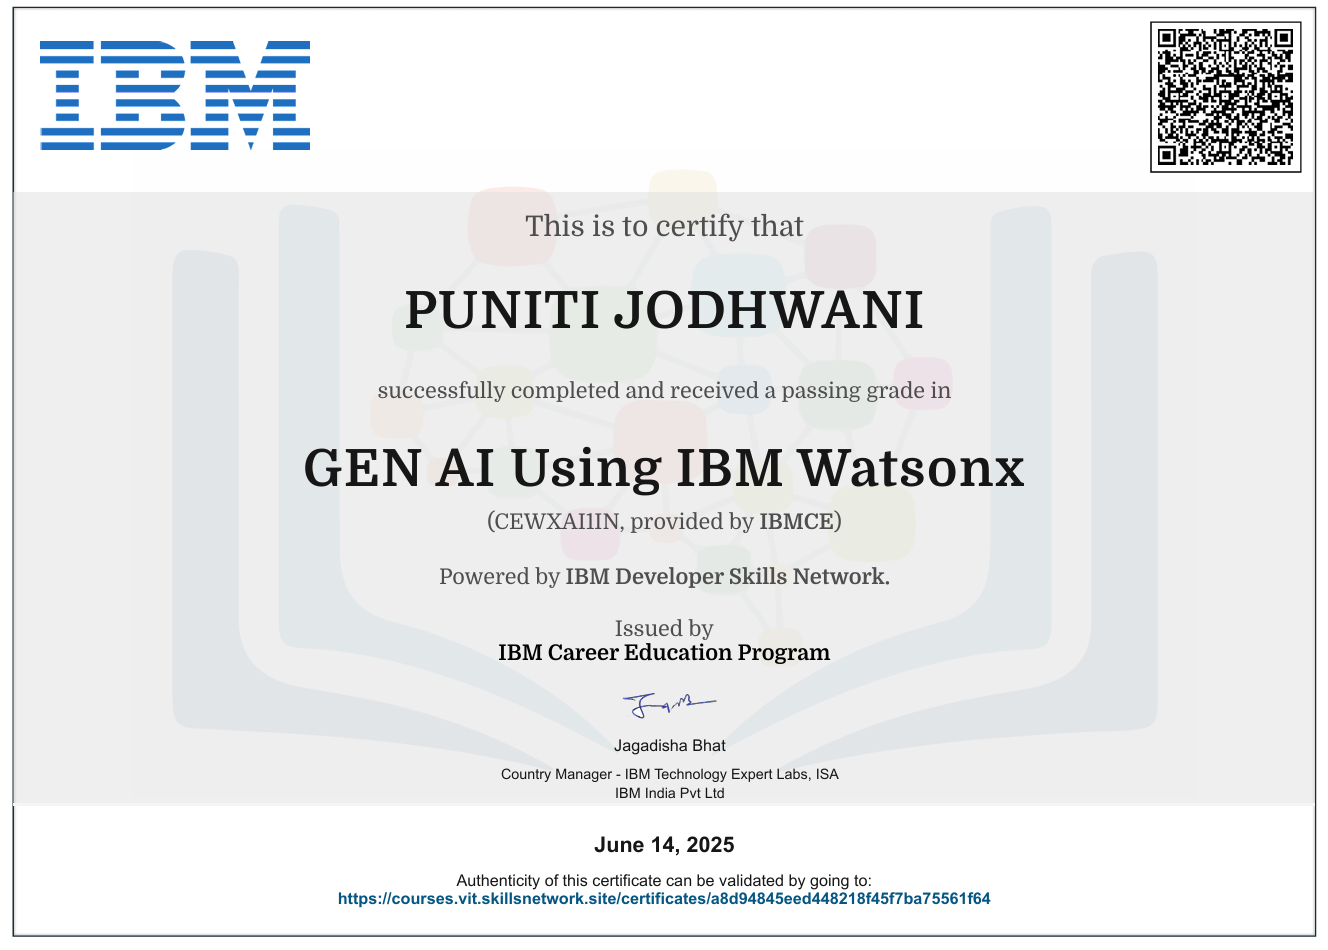 IBM
This is to certify that
PUNITI JODHWANI
successfully completed and received a passing grade in
GEN AI Using IBM Watsonx
(CEWXAI1IN, provided by IBMCE)
Powered by IBM Developer Skills Network.
Issued by
IBM Career Education Program
Jagadisha Bhat
Country Manager - IBM Technology Expert Labs, ISA
IBM India Pvt Ltd
June 14, 2025
Authenticity of this certificate can be validated by going to:
https://courses.vit.skillsnetwork.site/certificates/a8d94845eed448218f45f7ba75561f64